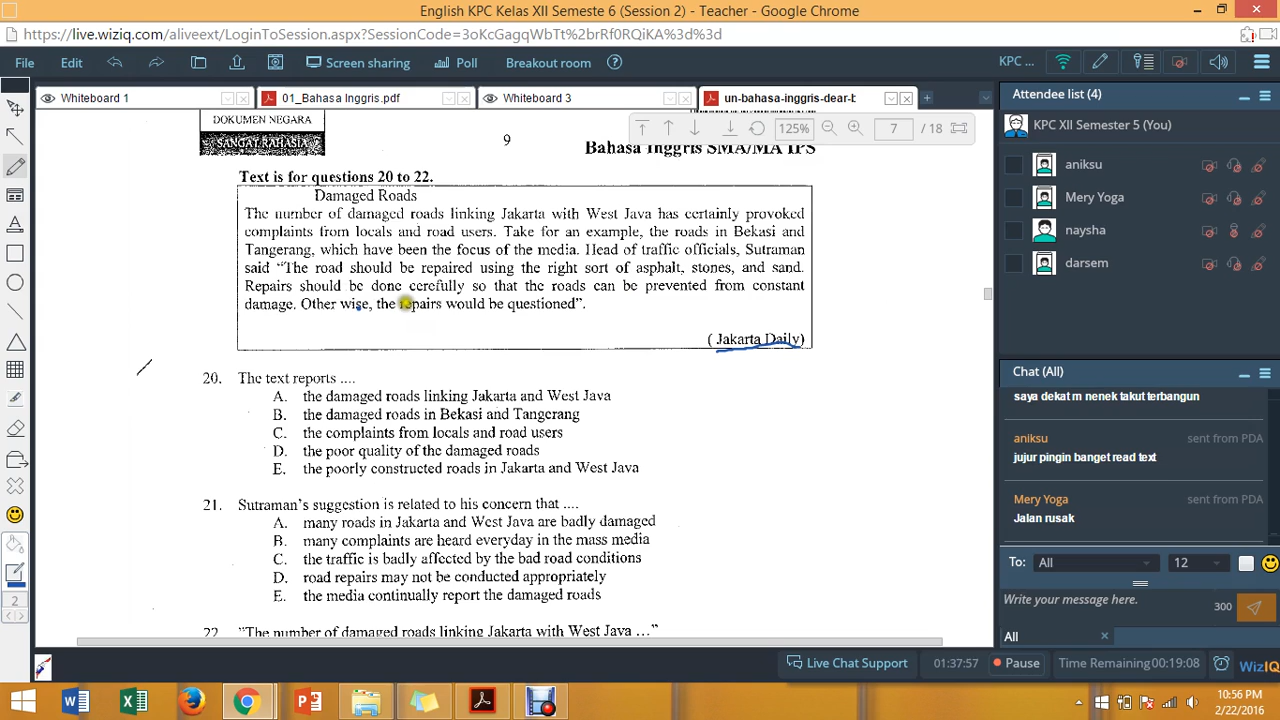 English KPC Kelas XII Semeste 6 (Session 2) - Teacher - Google Chrome
https://live.wiziq.com/aliveext/LoginToSession.aspx?SessionCode=3oKcGagqWbTt%2brRf0RQiKA%3d%3d
File Edit Screen sharing Poll Breakout room KPC ...
Whiteboard 1 01_Bahasa Inggris.pdf Whiteboard 3 un-bahasa-inggris-dear-b
Attendee list (4)
KPC XII Semester 5 (You)
aniksu
Mery Yoga
naysha
darsem
125% 7 / 18
DOKUMEN NEGARA
SANGAT RAHASIA
9
Bahasa Inggris SMA/MA IPS
Text is for questions 20 to 22.
Damaged Roads
The number of damaged roads linking Jakarta with West Java has certainly provoked
complaints from locals and road users. Take for an example, the roads in Bekasi and
Tangerang, which have been the focus of the media. Head of traffic officials, Sutraman
said “The road should be repaired using the right sort of asphalt, stones, and sand.
Repairs should be done cerefully so that the roads can be prevented from constant
damage. Other wise, the repairs would be questioned”.
( Jakarta Daily)
20. The text reports ....
A. the damaged roads linking Jakarta and West Java
B. the damaged roads in Bekasi and Tangerang
C. the complaints from locals and road users
D. the poor quality of the damaged roads
E. the poorly constructed roads in Jakarta and West Java
21. Sutraman's suggestion is related to his concern that ....
A. many roads in Jakarta and West Java are badly damaged
B. many complaints are heard everyday in the mass media
C. the traffic is badly affected by the bad road conditions
D. road repairs may not be conducted appropriately
E. the media continually report the damaged roads
22. "The number of damaged roads linking Jakarta with West Java ..."
Chat (All)
saya dekat m nenek takut terbangun
aniksu sent from PDA
jujur pingin banget read text
Mery Yoga sent from PDA
Jalan rusak
To: All 12
Write your message here. 300
All
2
Live Chat Support 01:37:57 Pause Time Remaining 00:19:08 WizIQ
10:56 PM
2/22/2016